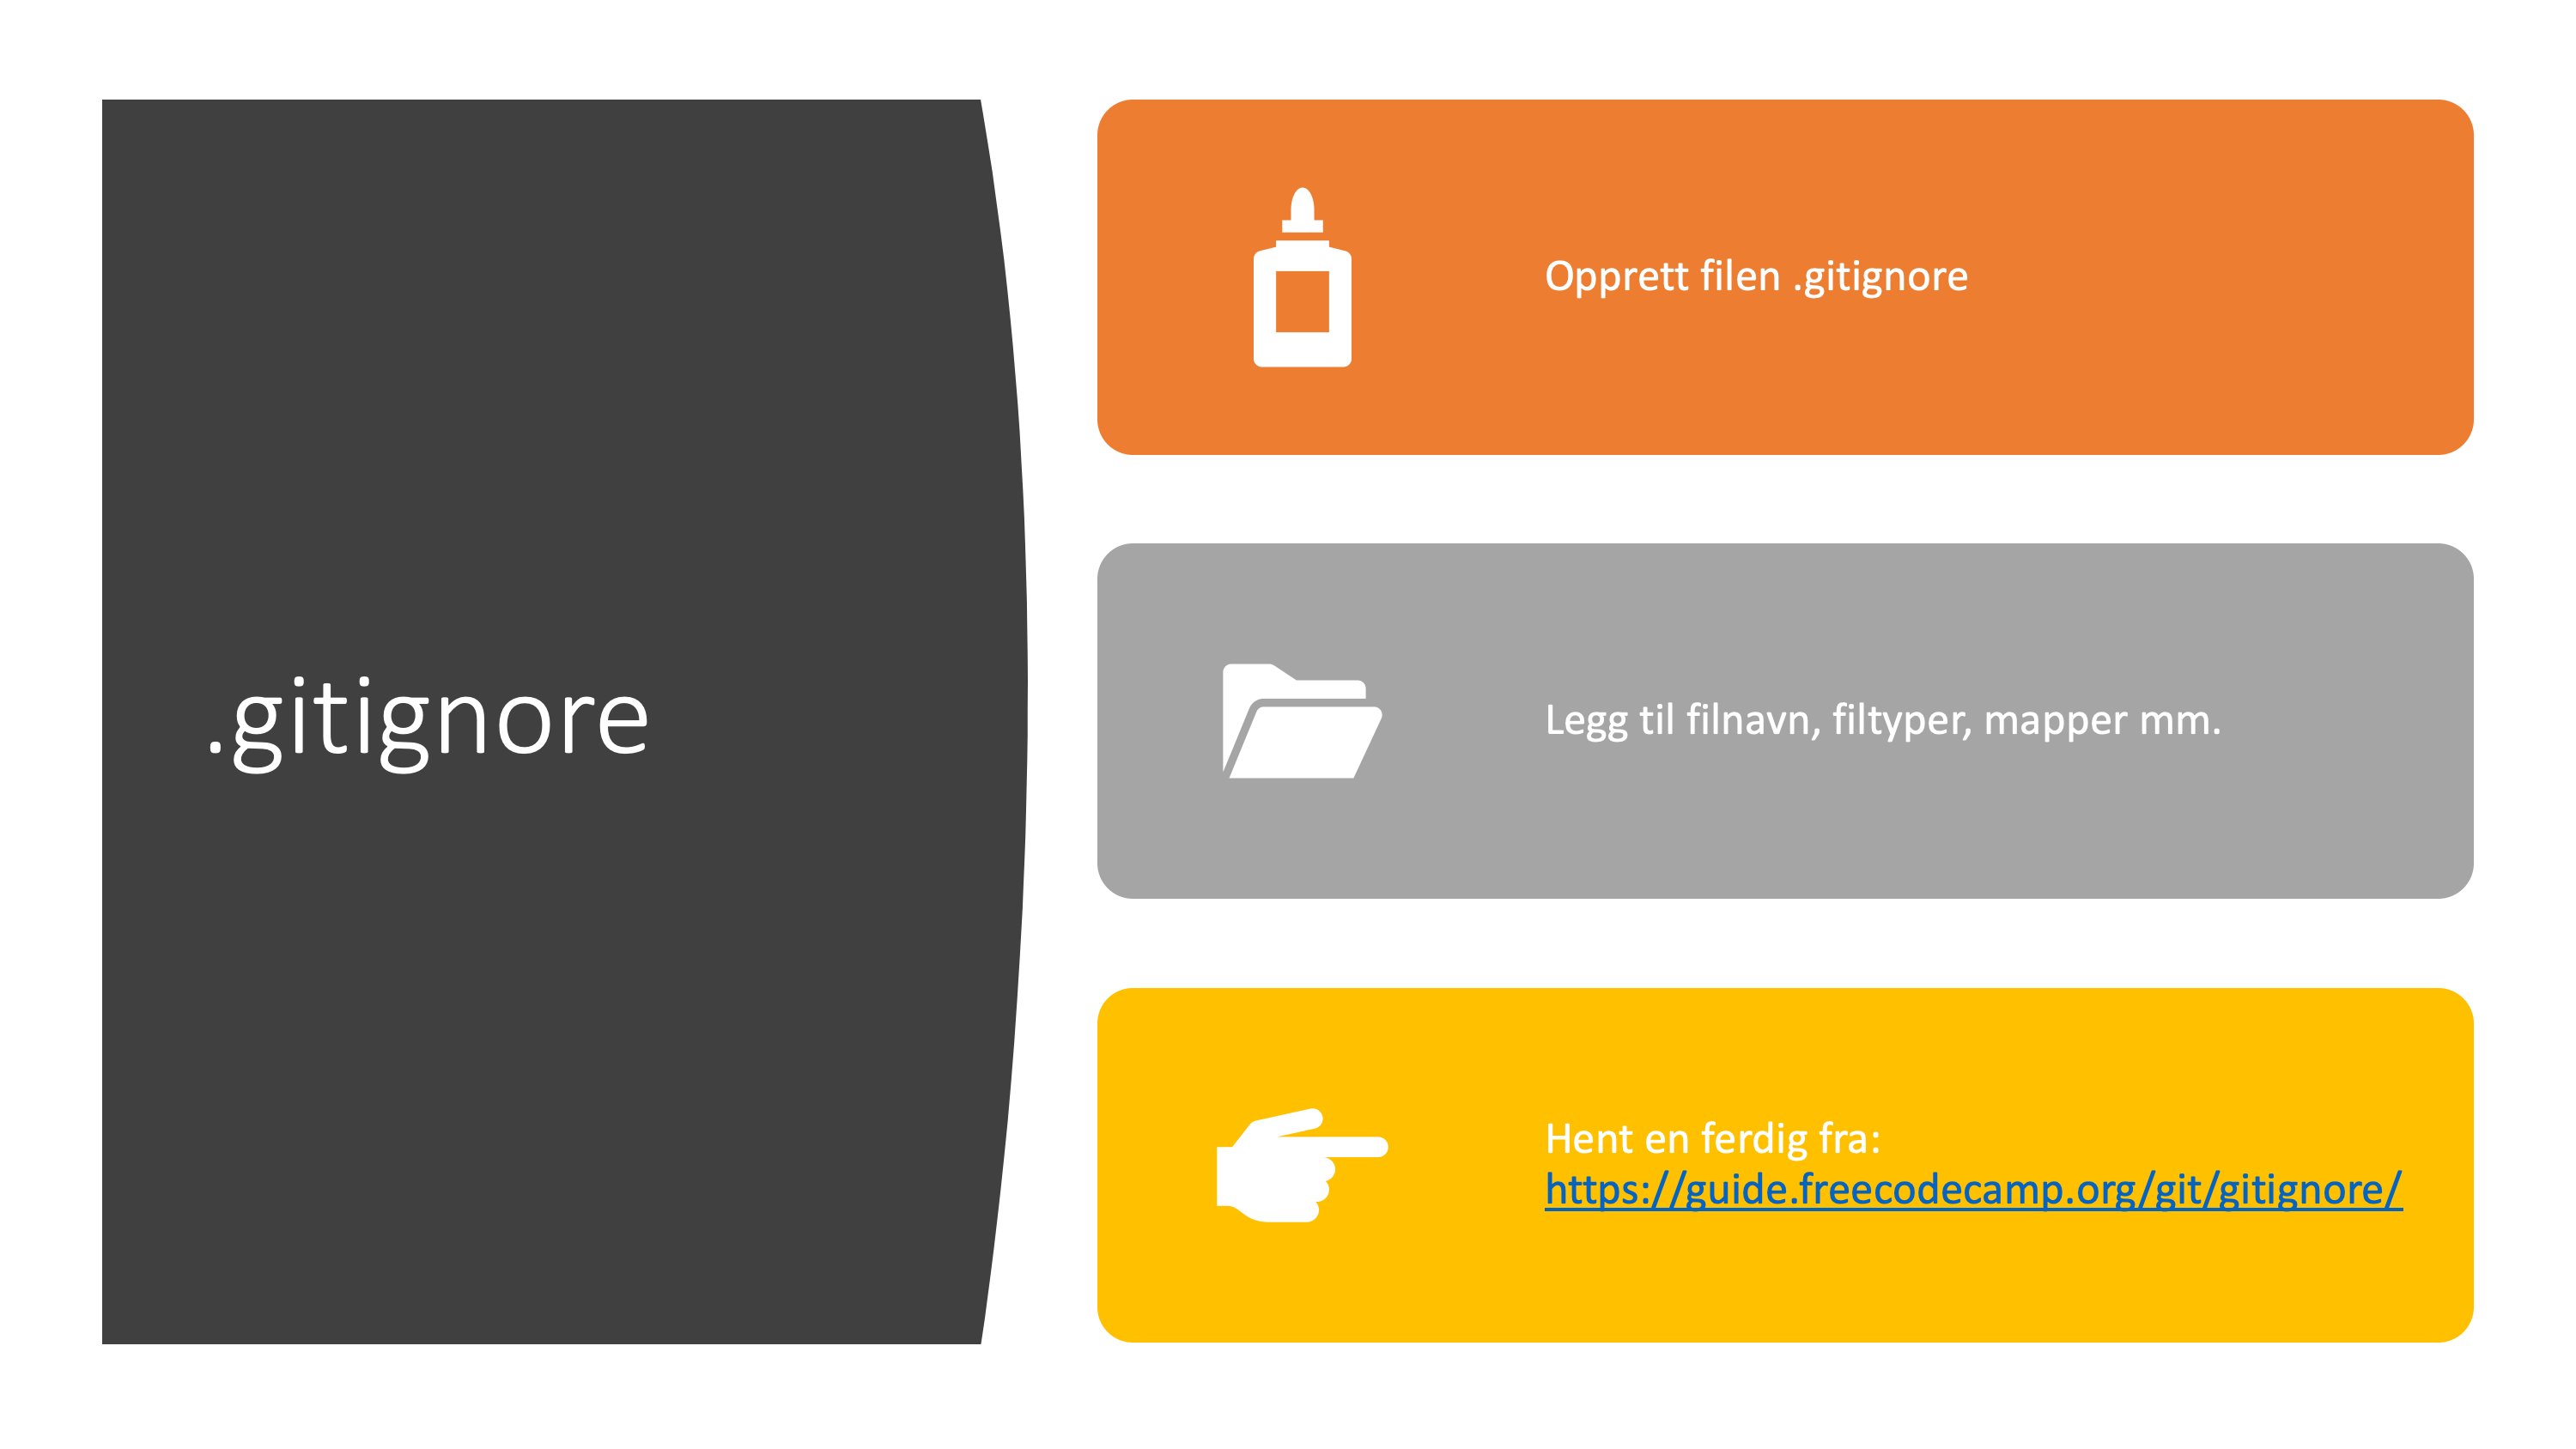 .gitignore
Opprett filen .gitignore
Legg til filnavn, filtyper, mapper mm.
Hent en ferdig fra:
https://guide.freecodecamp.org/git/gitignore/